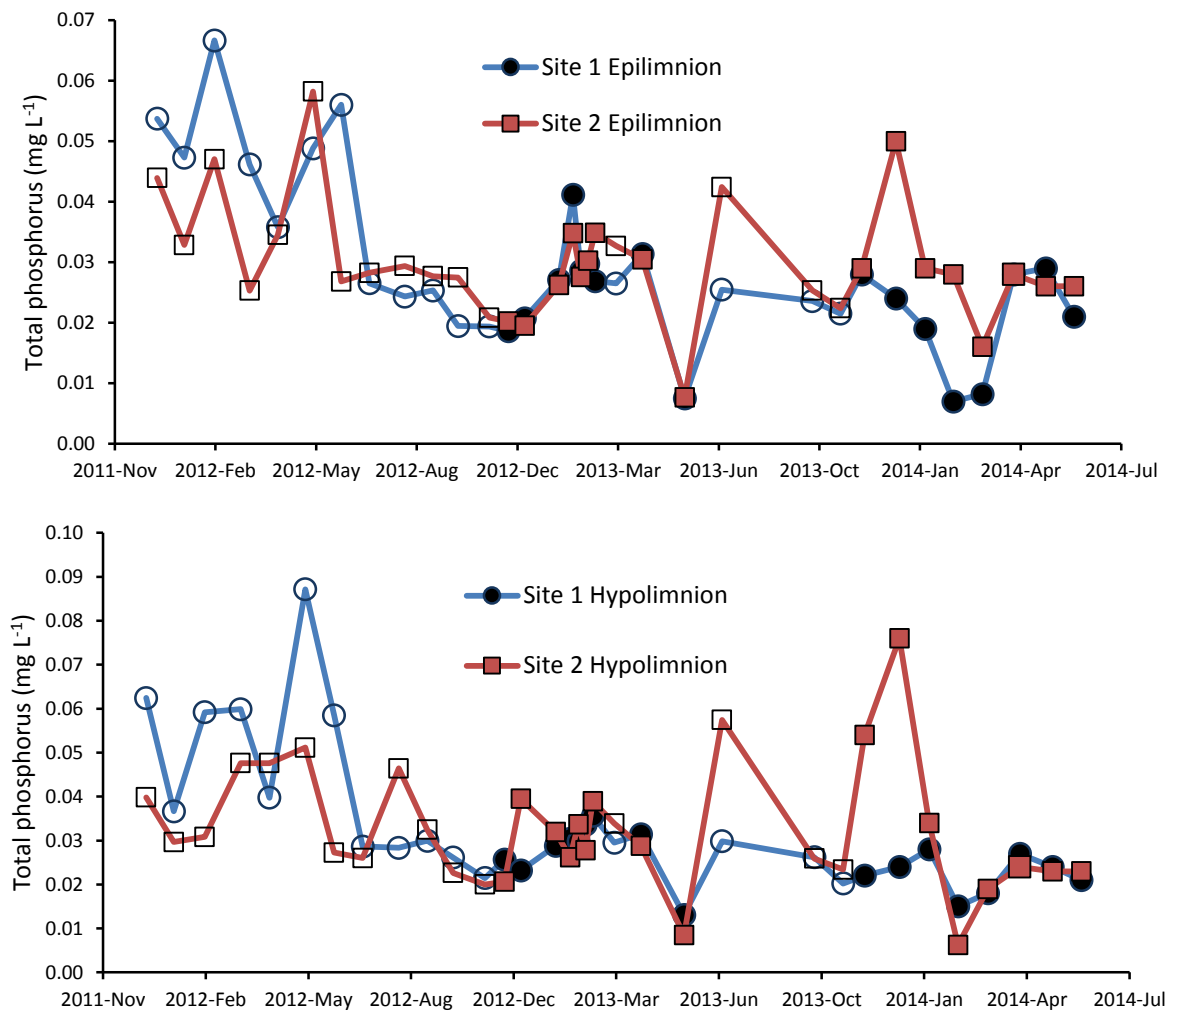 Total phosphorus (mg L-1)
0.07
0.06
0.05
0.04
0.03
0.02
0.01
0.00
Site 1 Epilimnion
Site 2 Epilimnion
2011-Nov 2012-Feb 2012-May 2012-Aug 2012-Dec 2013-Mar 2013-Jun 2013-Oct 2014-Jan 2014-Apr 2014-Jul
Total phosphorus (mg L-1)
0.10
0.09
0.08
0.07
0.06
0.05
0.04
0.03
0.02
0.01
0.00
Site 1 Hypolimnion
Site 2 Hypolimnion
2011-Nov 2012-Feb 2012-May 2012-Aug 2012-Dec 2013-Mar 2013-Jun 2013-Oct 2014-Jan 2014-Apr 2014-Jul